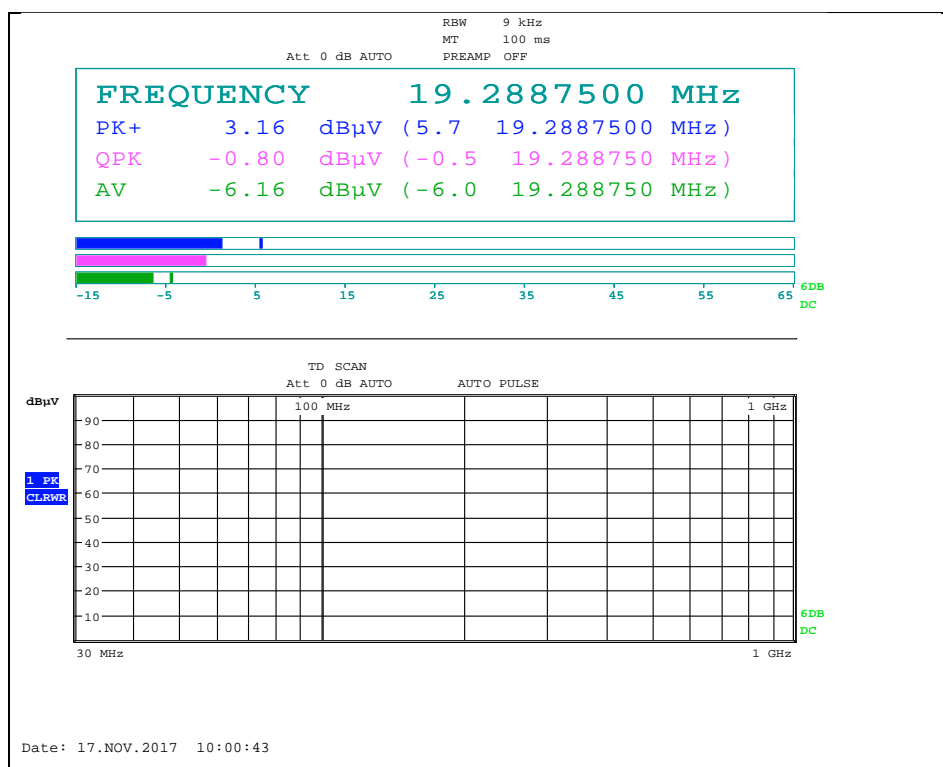 RBW 9 kHz
MT 100 ms
Att 0 dB AUTO PREAMP OFF
FREQUENCY 19.2887500 MHz
PK+ 3.16 dBµV (5.7 19.2887500 MHz)
QPK -0.80 dBµV (-0.5 19.288750 MHz)
AV -6.16 dBµV (-6.0 19.288750 MHz)
-15 -5 5 15 25 35 45 55 65
6DB
DC
TD SCAN
Att 0 dB AUTO AUTO PULSE
dBµV
100 MHz 1 GHz
90
80
70
1 PK
60
CLRWR
50
40
30
20
10
6DB
DC
30 MHz 1 GHz
Date: 17.NOV.2017 10:00:43